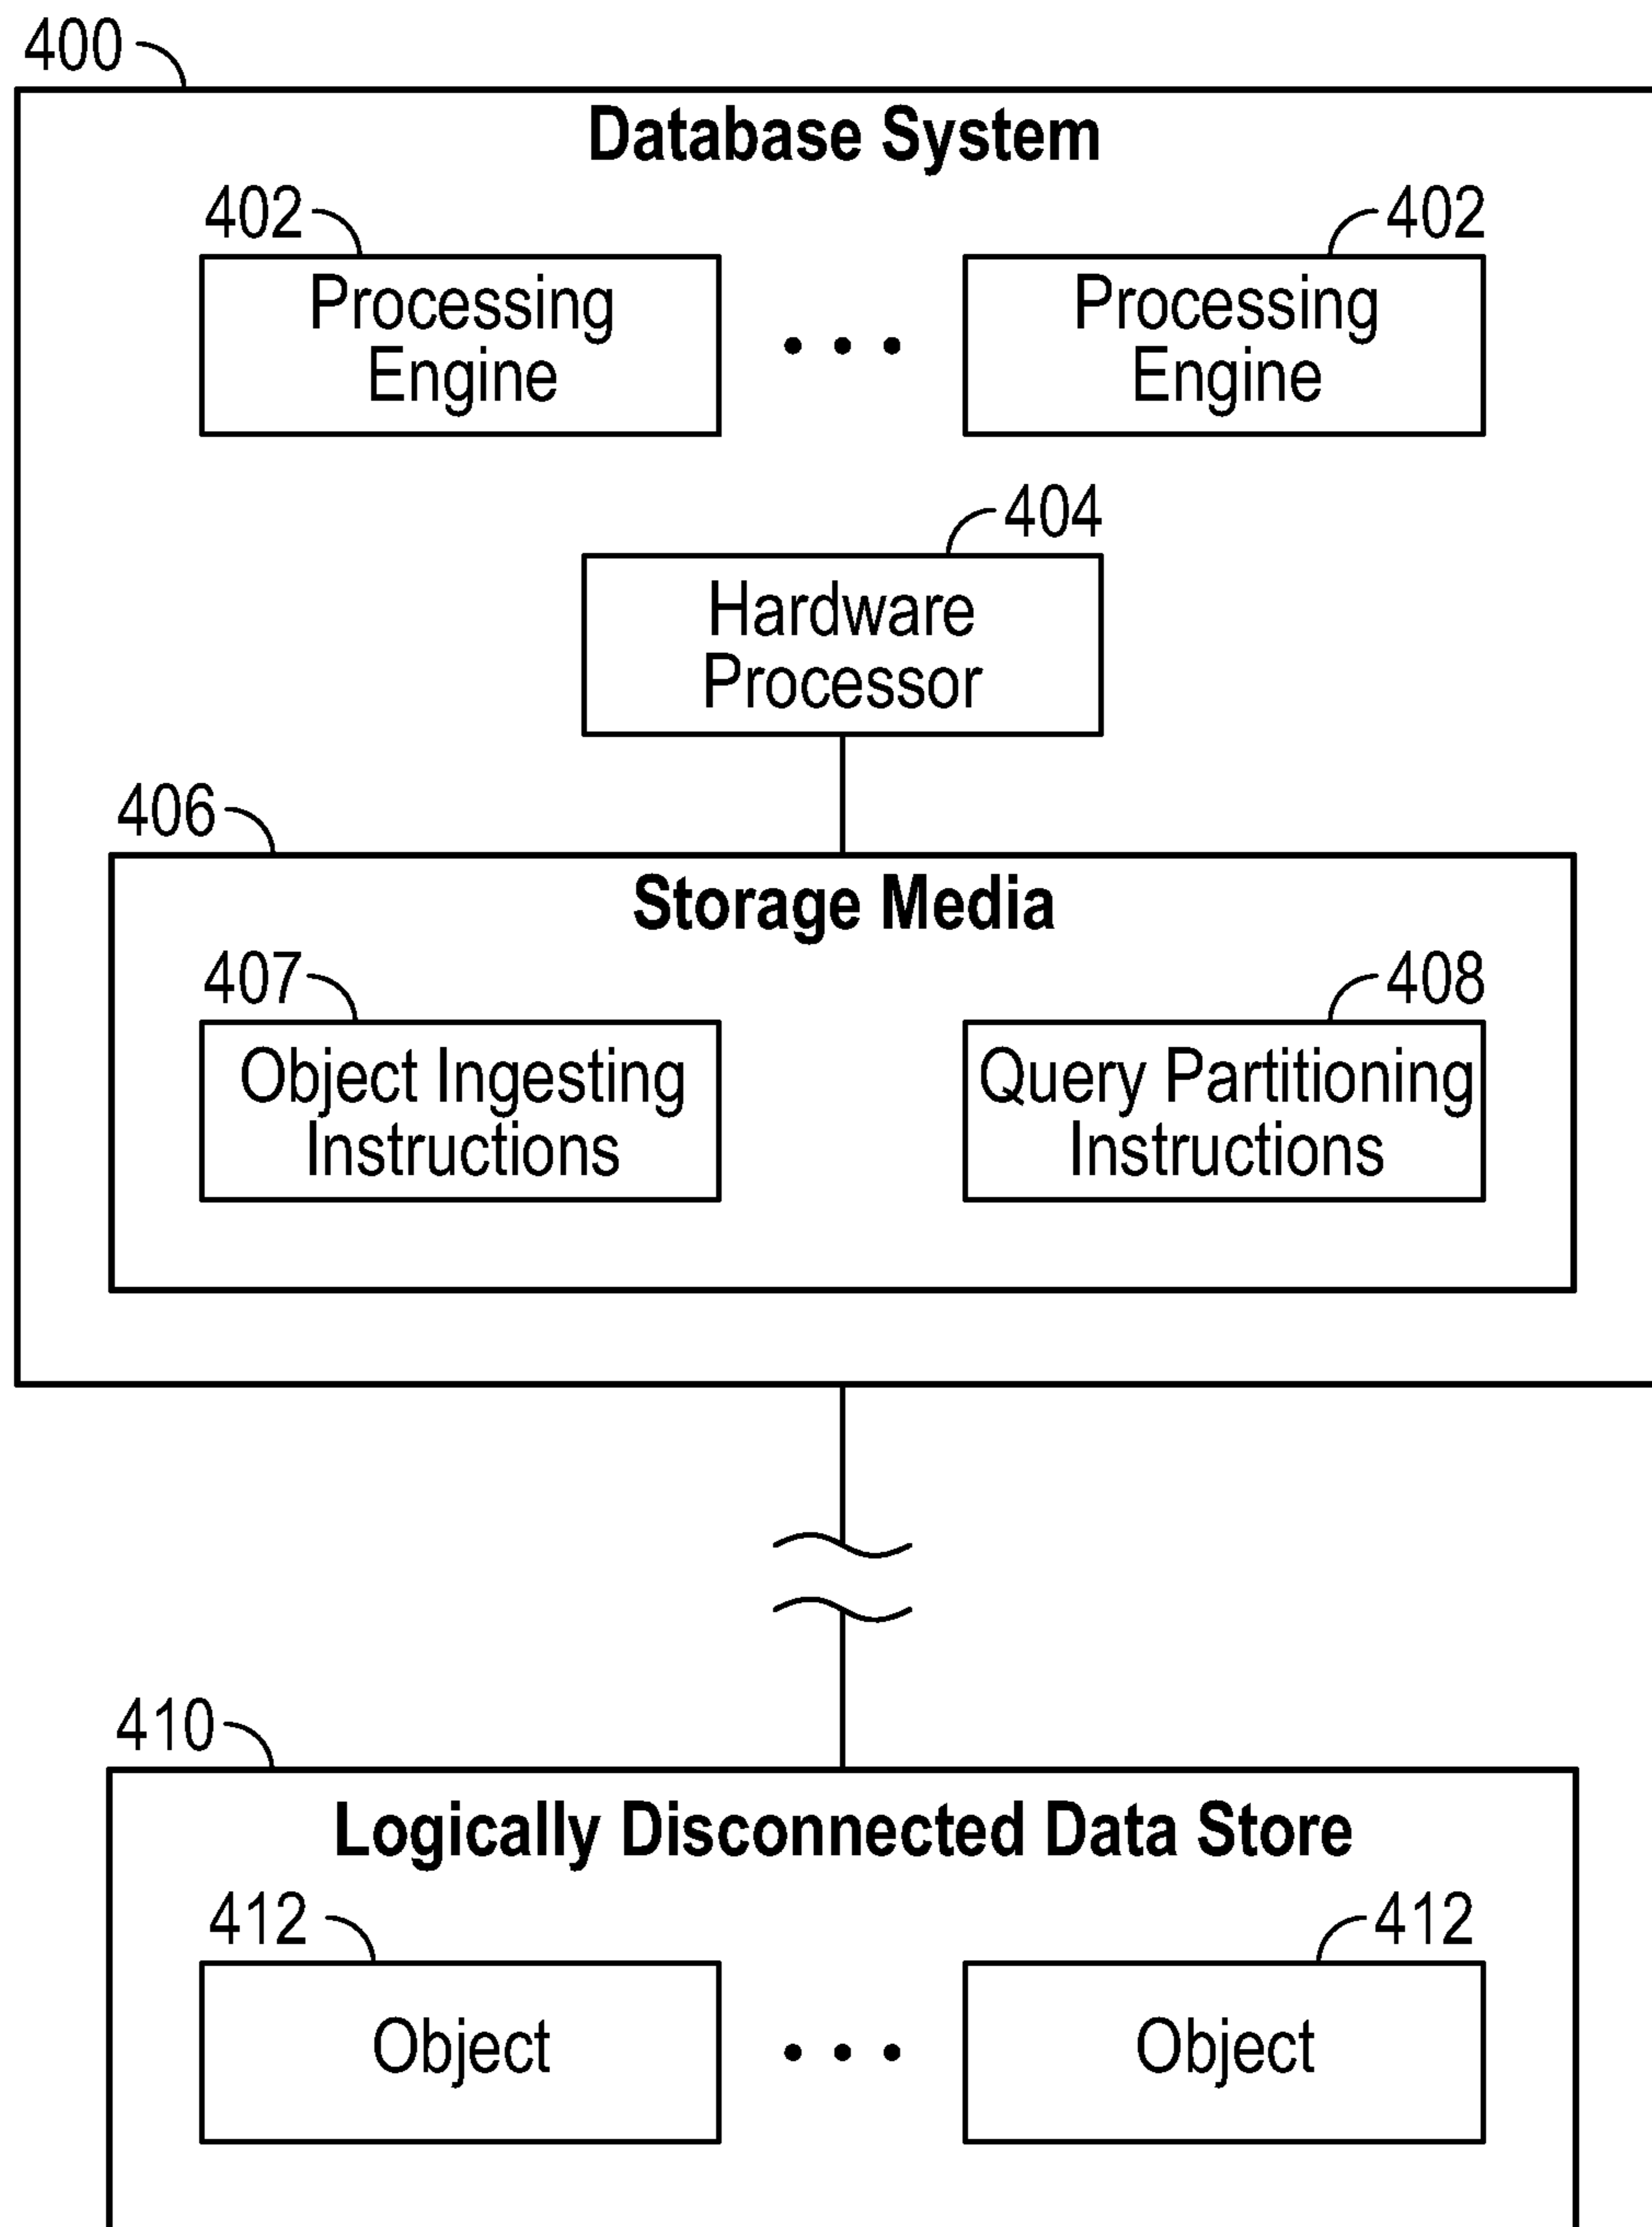 400
Database System
402
402
Processing
Engine
Processing
Engine
404
Hardware
Processor
406
Storage Media
407
408
Object Ingesting
Instructions
Query Partitioning
Instructions
410
Logically Disconnected Data Store
412
412
Object
Object